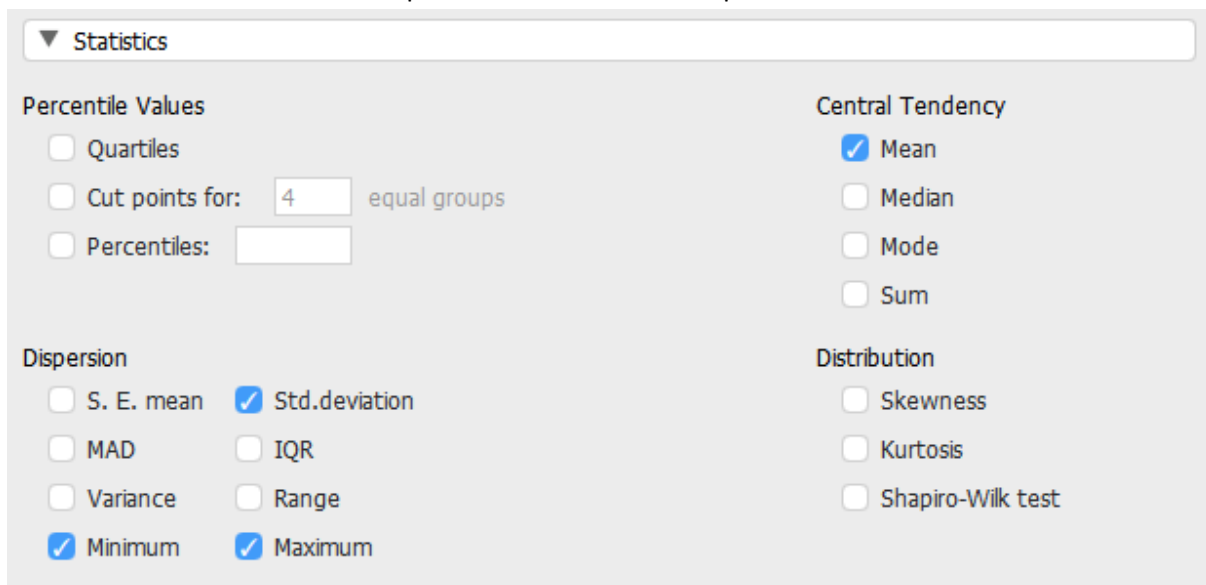 Statistics
Percentile Values
Quartiles
Cut points for: 4 equal groups
Percentiles:
Central Tendency
Mean
Median
Mode
Sum
Dispersion
S. E. mean Std.deviation
MAD IQR
Variance Range
Minimum Maximum
Distribution
Skewness
Kurtosis
Shapiro-Wilk test